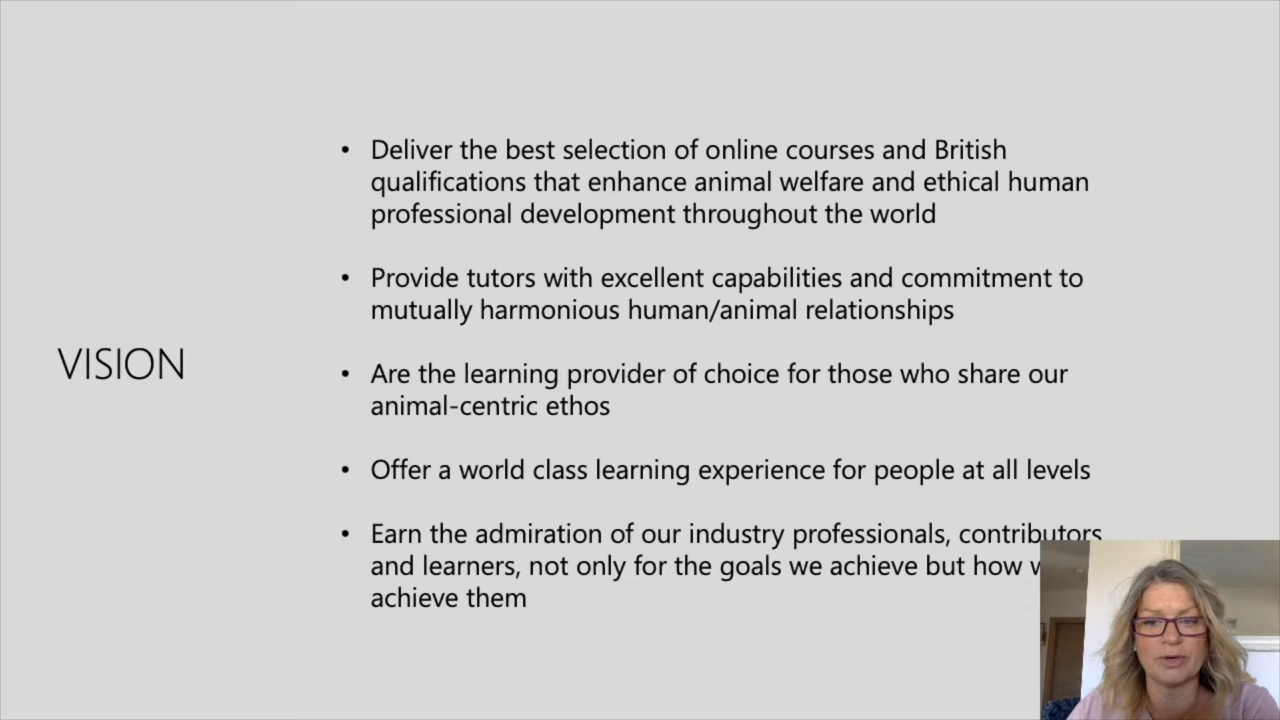 VISION
• Deliver the best selection of online courses and British
qualifications that enhance animal welfare and ethical human
professional development throughout the world
• Provide tutors with excellent capabilities and commitment to
mutually harmonious human/animal relationships
• Are the learning provider of choice for those who share our
animal-centric ethos
• Offer a world class learning experience for people at all levels
• Earn the admiration of our industry professionals, contributors
and learners, not only for the goals we achieve but how
achieve them